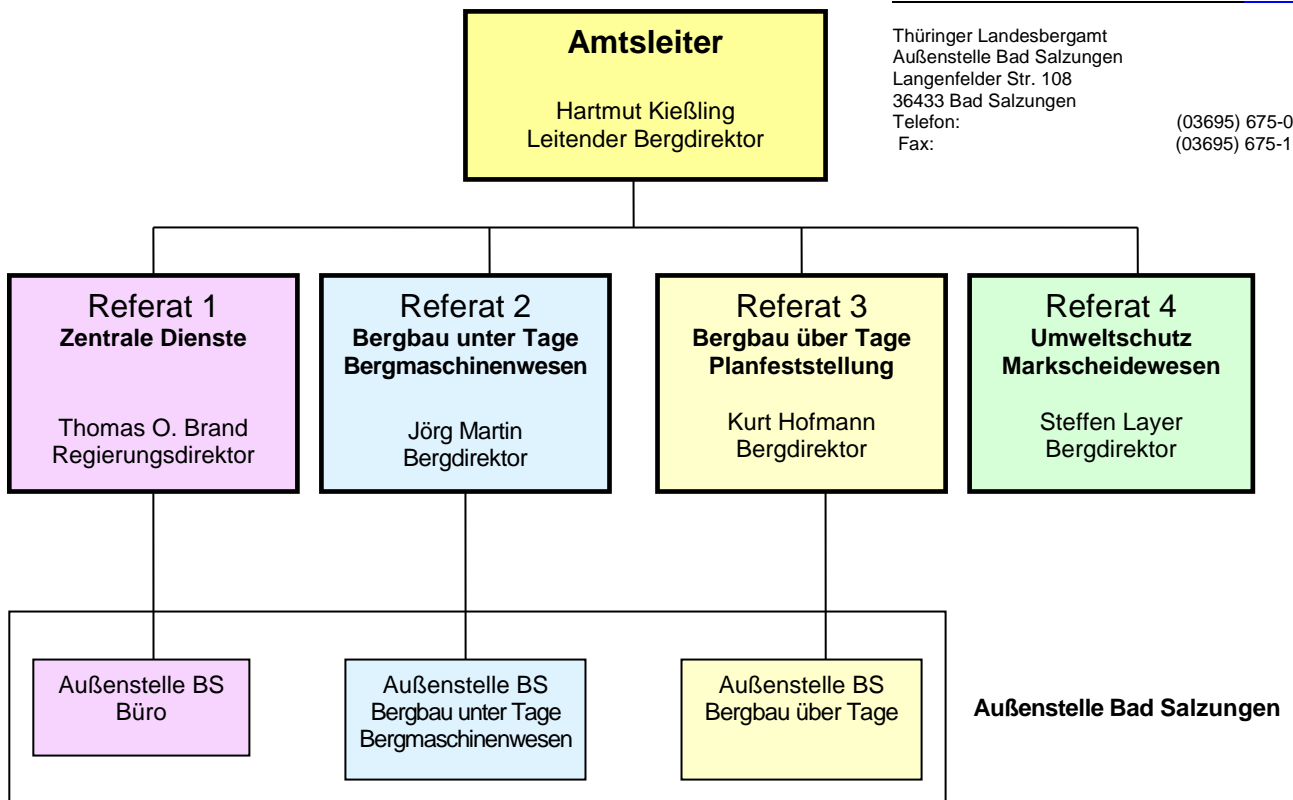 Amtsleiter
Hartmut Kießling
Leitender Bergdirektor
Thüringer Landesbergamt
Außenstelle Bad Salzungen
Langenfelder Str. 108
36433 Bad Salzungen
Telefon: (03695) 675-0
Fax: (03695) 675-1
Referat 1
Zentrale Dienste
Thomas O. Brand
Regierungsdirektor
Referat 2
Bergbau unter Tage
Bergmaschinenwesen
Jörg Martin
Bergdirektor
Referat 3
Bergbau über Tage
Planfeststellung
Kurt Hofmann
Bergdirektor
Referat 4
Umweltschutz
Markscheidewesen
Steffen Layer
Bergdirektor
Außenstelle BS
Büro
Außenstelle BS
Bergbau unter Tage
Bergmaschinenwesen
Außenstelle BS
Bergbau über Tage
Außenstelle Bad Salzungen